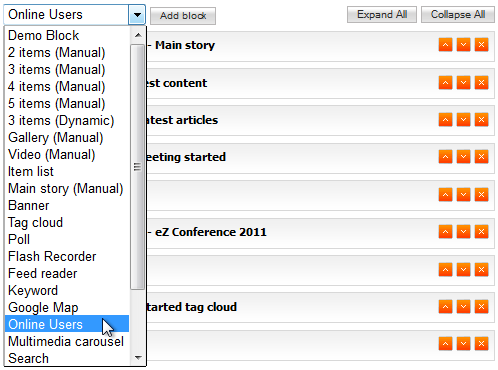 Online Users
Add block
Expand All
Collapse All
Demo Block
2 items (Manual)
3 items (Manual)
4 items (Manual)
5 items (Manual)
3 items (Dynamic)
Gallery (Manual)
Video (Manual)
Item list
Main story (Manual)
Banner
Tag cloud
Poll
Flash Recorder
Feed reader
Keyword
Google Map
Online Users
Multimedia carousel
Search
- Main story
est content
atest articles
eeting started
- eZ Conference 2011
started tag cloud